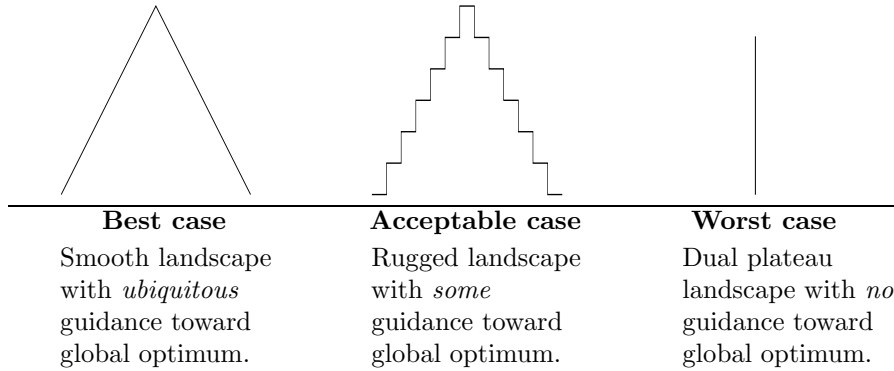 Best case
Smooth landscape
with ubiquitous
guidance toward
global optimum.
Acceptable case
Rugged landscape
with some
guidance toward
global optimum.
Worst case
Dual plateau
landscape with no
guidance toward
global optimum.